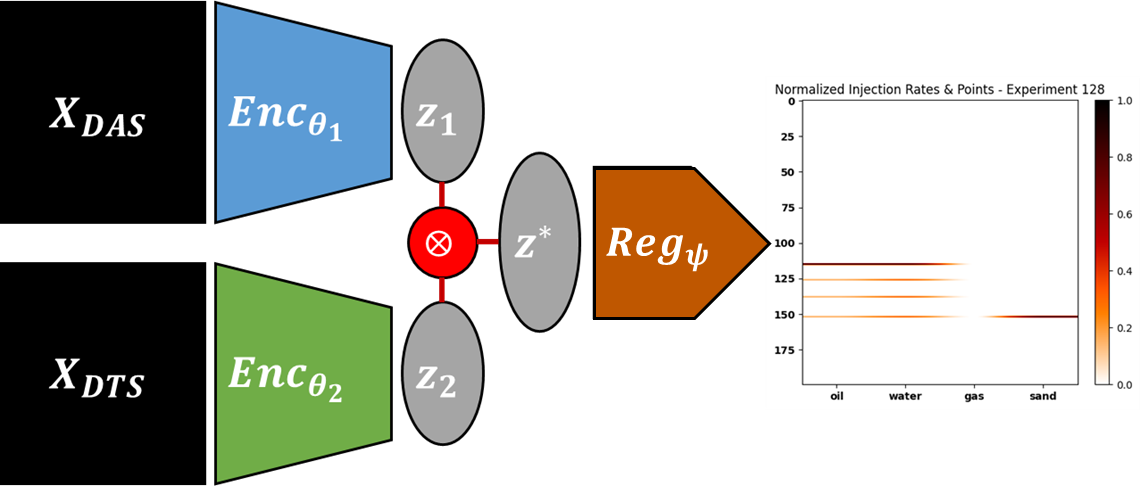 X_DAS
Enc_θ1
z_1
⊗
z*
X_DTS
Enc_θ2
z_2
Reg_ψ
Normalized Injection Rates & Points - Experiment 128
0
25
50
75
100
125
150
175
oil water gas sand
1.0
0.8
0.6
0.4
0.2
0.0